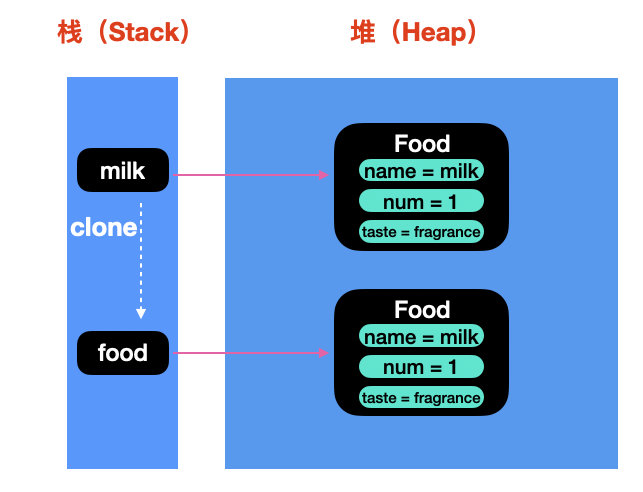 栈（Stack）
堆（Heap）
milk
clone
food
Food
name = milk
num = 1
taste = fragrance
Food
name = milk
num = 1
taste = fragrance